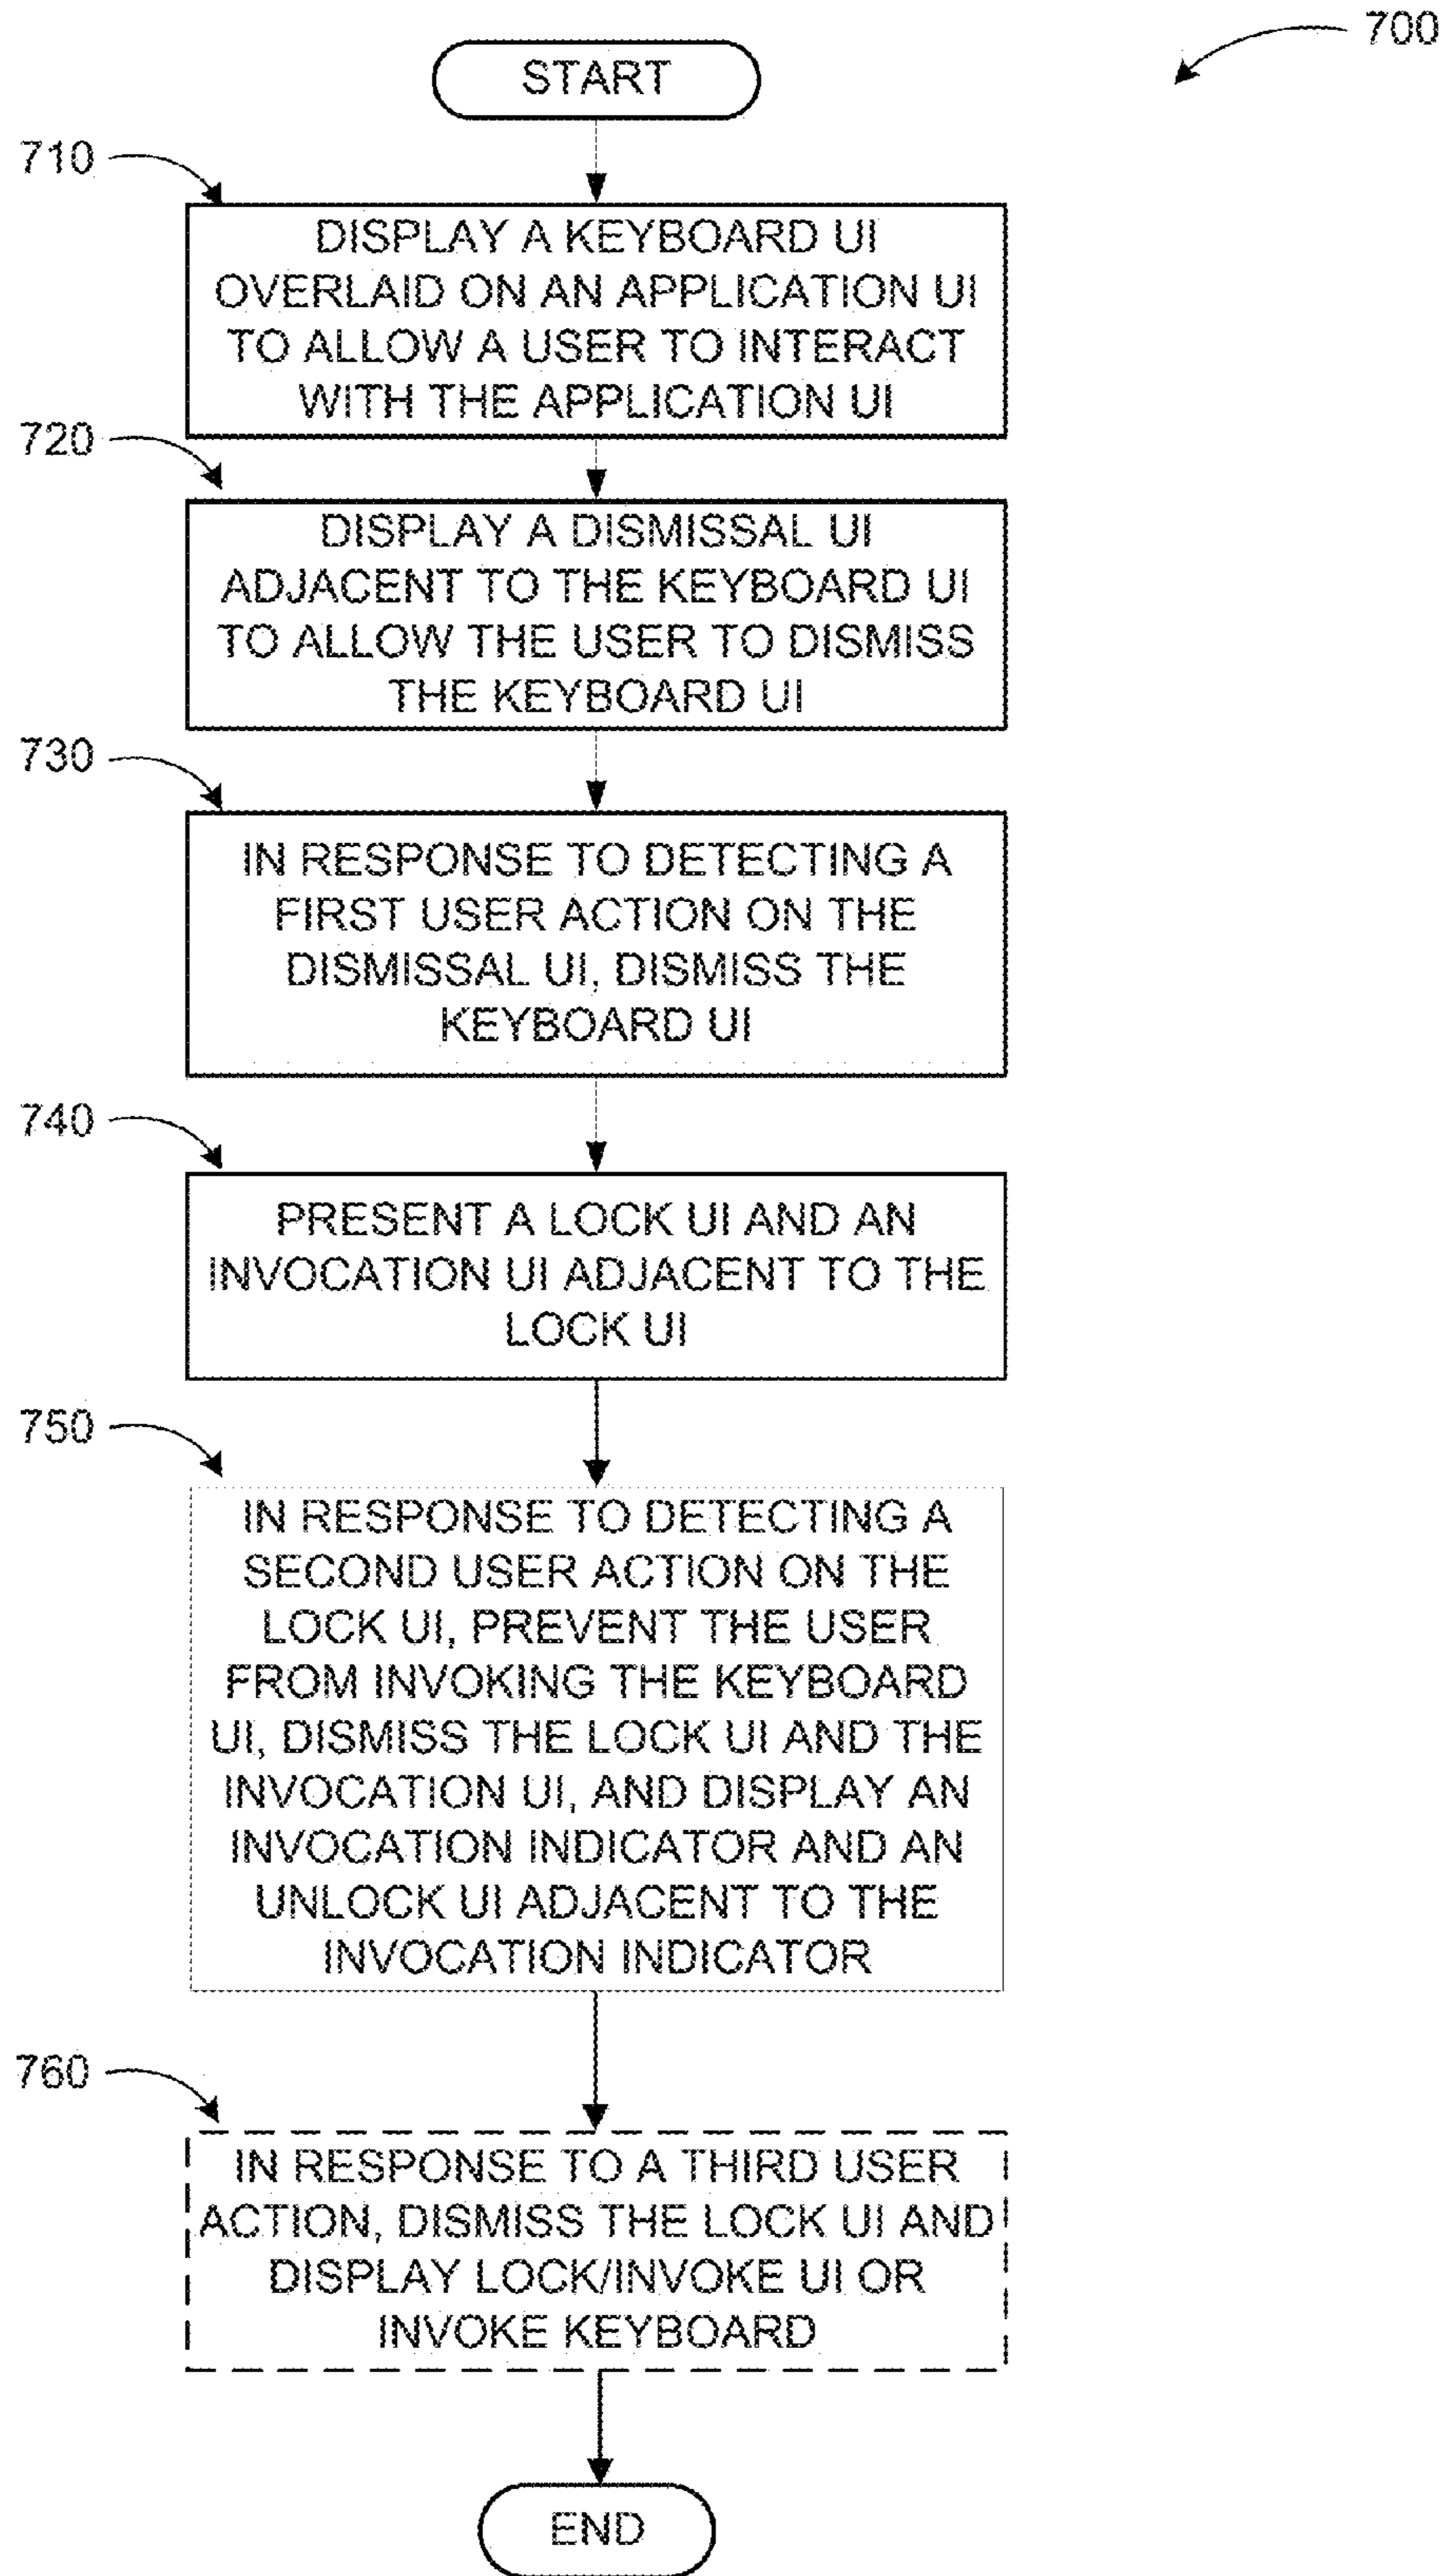 700
START
710
DISPLAY A KEYBOARD UI
OVERLAID ON AN APPLICATION UI
TO ALLOW A USER TO INTERACT
WITH THE APPLICATION UI
720
DISPLAY A DISMISSAL UI
ADJACENT TO THE KEYBOARD UI
TO ALLOW THE USER TO DISMISS
THE KEYBOARD UI
730
IN RESPONSE TO DETECTING A
FIRST USER ACTION ON THE
DISMISSAL UI, DISMISS THE
KEYBOARD UI
740
PRESENT A LOCK UI AND AN
INVOCATION UI ADJACENT TO THE
LOCK UI
750
IN RESPONSE TO DETECTING A
SECOND USER ACTION ON THE
LOCK UI, PREVENT THE USER
FROM INVOKING THE KEYBOARD
UI, DISMISS THE LOCK UI AND THE
INVOCATION UI, AND DISPLAY AN
INVOCATION INDICATOR AND AN
UNLOCK UI ADJACENT TO THE
INVOCATION INDICATOR
760
IN RESPONSE TO A THIRD USER
ACTION, DISMISS THE LOCK UI AND
DISPLAY LOCK/INVOKE UI OR
INVOKE KEYBOARD
END